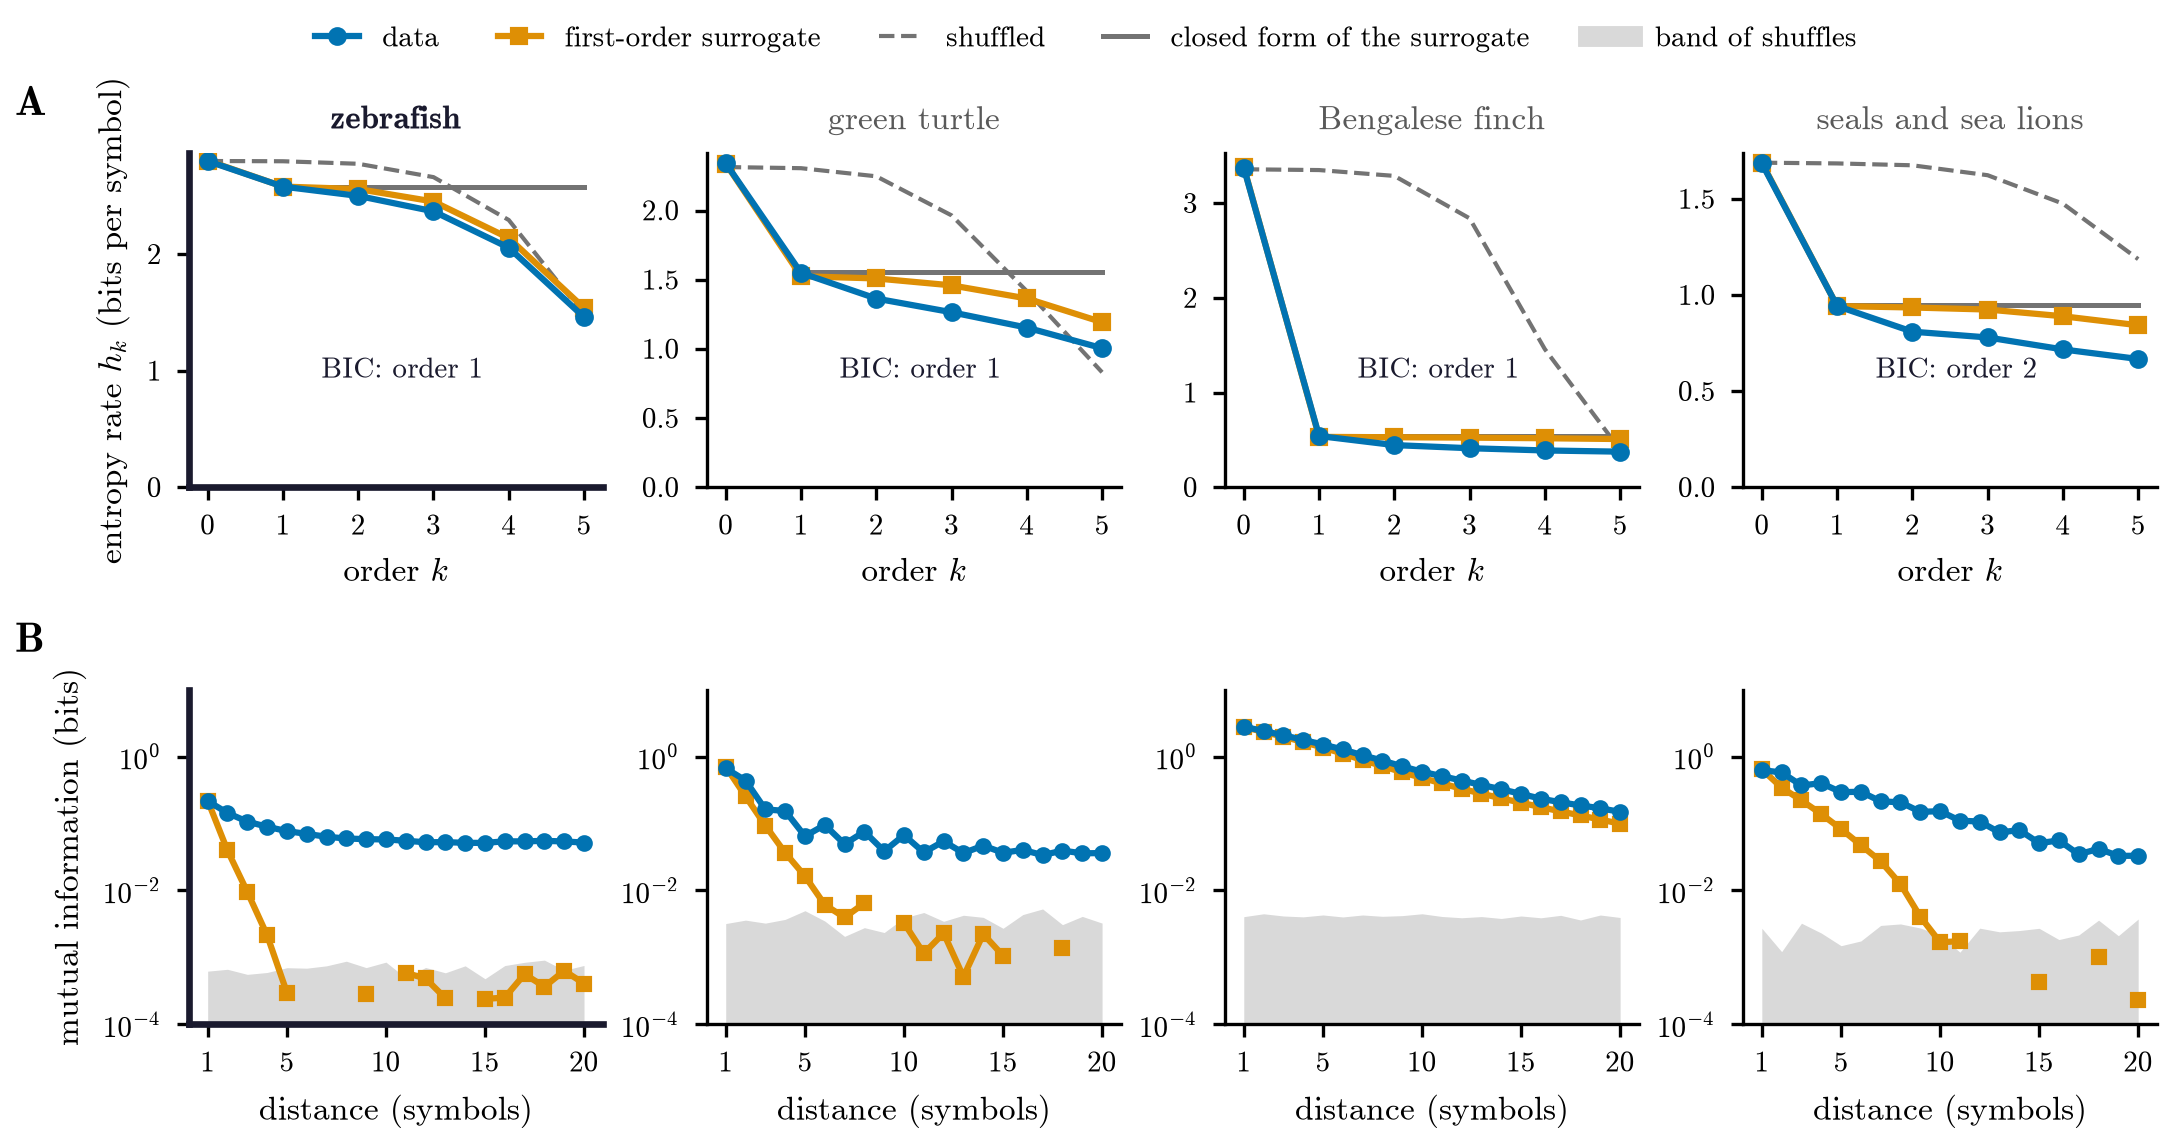 data first-order surrogate shuffled closed form of the surrogate band of shuffles
A
zebrafish green turtle Bengalese finch seals and sea lions
entropy rate h_k (bits per symbol)
2
1
0
BIC: order 1
0 1 2 3 4 5
order k
2.0
1.5
1.0
0.5
0.0
BIC: order 1
0 1 2 3 4 5
order k
3
2
1
0
BIC: order 1
0 1 2 3 4 5
order k
1.5
1.0
0.5
0.0
BIC: order 2
0 1 2 3 4 5
order k
B
mutual information (bits)
10^0
10^-2
10^-4
1 5 10 15 20
distance (symbols)
10^0
10^-2
10^-4
1 5 10 15 20
distance (symbols)
10^0
10^-2
10^-4
1 5 10 15 20
distance (symbols)
10^0
10^-2
10^-4
1 5 10 15 20
distance (symbols)